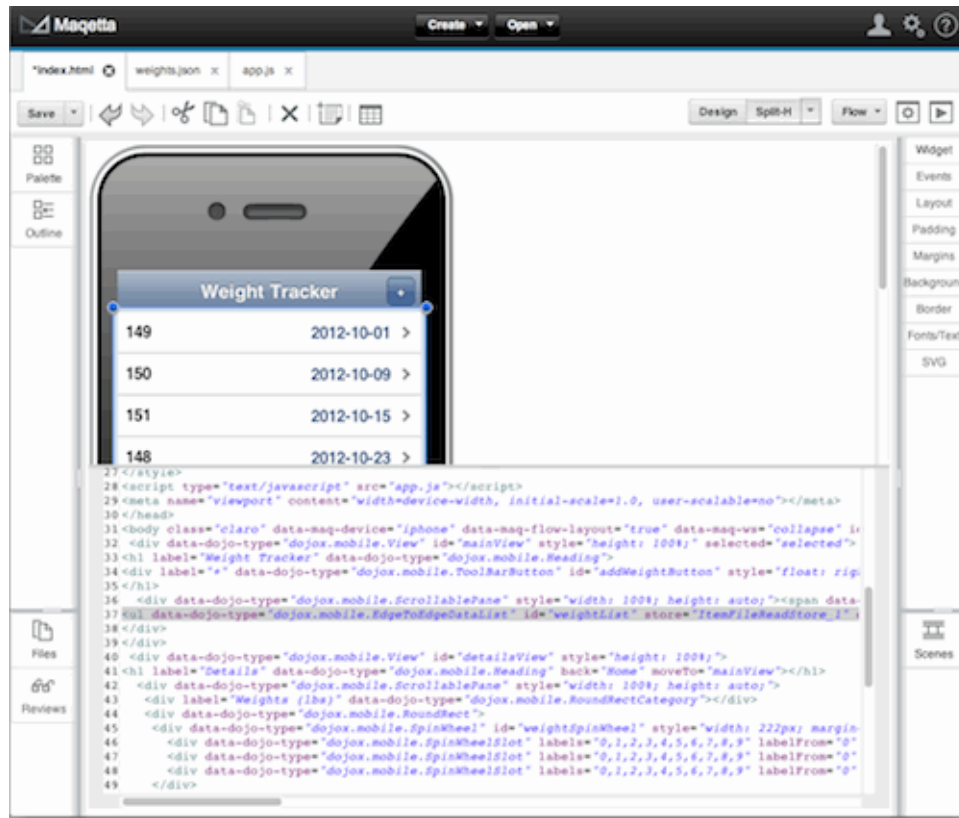 Maqetta
Create
Open
*index.html
weights.json x
app.js x
Save
Design
Split-H
Flow
Palette
Outline
Weight Tracker +
149 2012-10-01 >
150 2012-10-09 >
151 2012-10-15 >
148 2012-10-23 >
Widget
Events
Layout
Padding
Margins
Backgroun
Border
Fonts/Text
SVG
27 </style>
28 <script type="text/javascript" src="app.js"></script>
29 <meta name="viewport" content="width=device-width, initial-scale=1.0, user-scalable=no"></meta>
30 </head>
31 <body class="claro" data-maq-device="iphone" data-maq-flow-layout="true" data-maq-ws="collapse" i
32 <div data-dojo-type="dojox.mobile.View" id="mainView" style="height: 100%;" selected="selected">
33 <h1 label="Weight Tracker" data-dojo-type="dojox.mobile.Heading">
34 <div label="+" data-dojo-type="dojox.mobile.ToolBarButton" id="addWeightButton" style="float: rig
35 </h1>
36 <div data-dojo-type="dojox.mobile.ScrollablePane" style="width: 100%; height: auto;"><span data-
37 <ul data-dojo-type="dojox.mobile.EdgeToEdgeDataList" id="weightList" store="ItemFileReadStore_1"
38 </div>
39 </div>
40 <div data-dojo-type="dojox.mobile.View" id="detailsView" style="height: 100%;">
41 <h1 label="Details" data-dojo-type="dojox.mobile.Heading" back="Home" moveTo="mainView"></h1>
42 <div data-dojo-type="dojox.mobile.ScrollablePane" style="width: 100%; height: auto;">
43 <div label="Weights (lbs)" data-dojo-type="dojox.mobile.RoundRectCategory"></div>
44 <div data-dojo-type="dojox.mobile.RoundRect">
45 <div data-dojo-type="dojox.mobile.SpinWheel" id="weightSpinWheel" style="width: 222px; margin-
46 <div data-dojo-type="dojox.mobile.SpinWheelSlot" labels="0,1,2,3,4,5,6,7,8,9" labelFrom="0"
47 <div data-dojo-type="dojox.mobile.SpinWheelSlot" labels="0,1,2,3,4,5,6,7,8,9" labelFrom="0"
48 <div data-dojo-type="dojox.mobile.SpinWheelSlot" labels="0,1,2,3,4,5,6,7,8,9" labelFrom="0"
49 </div>
Files
Reviews
Scenes